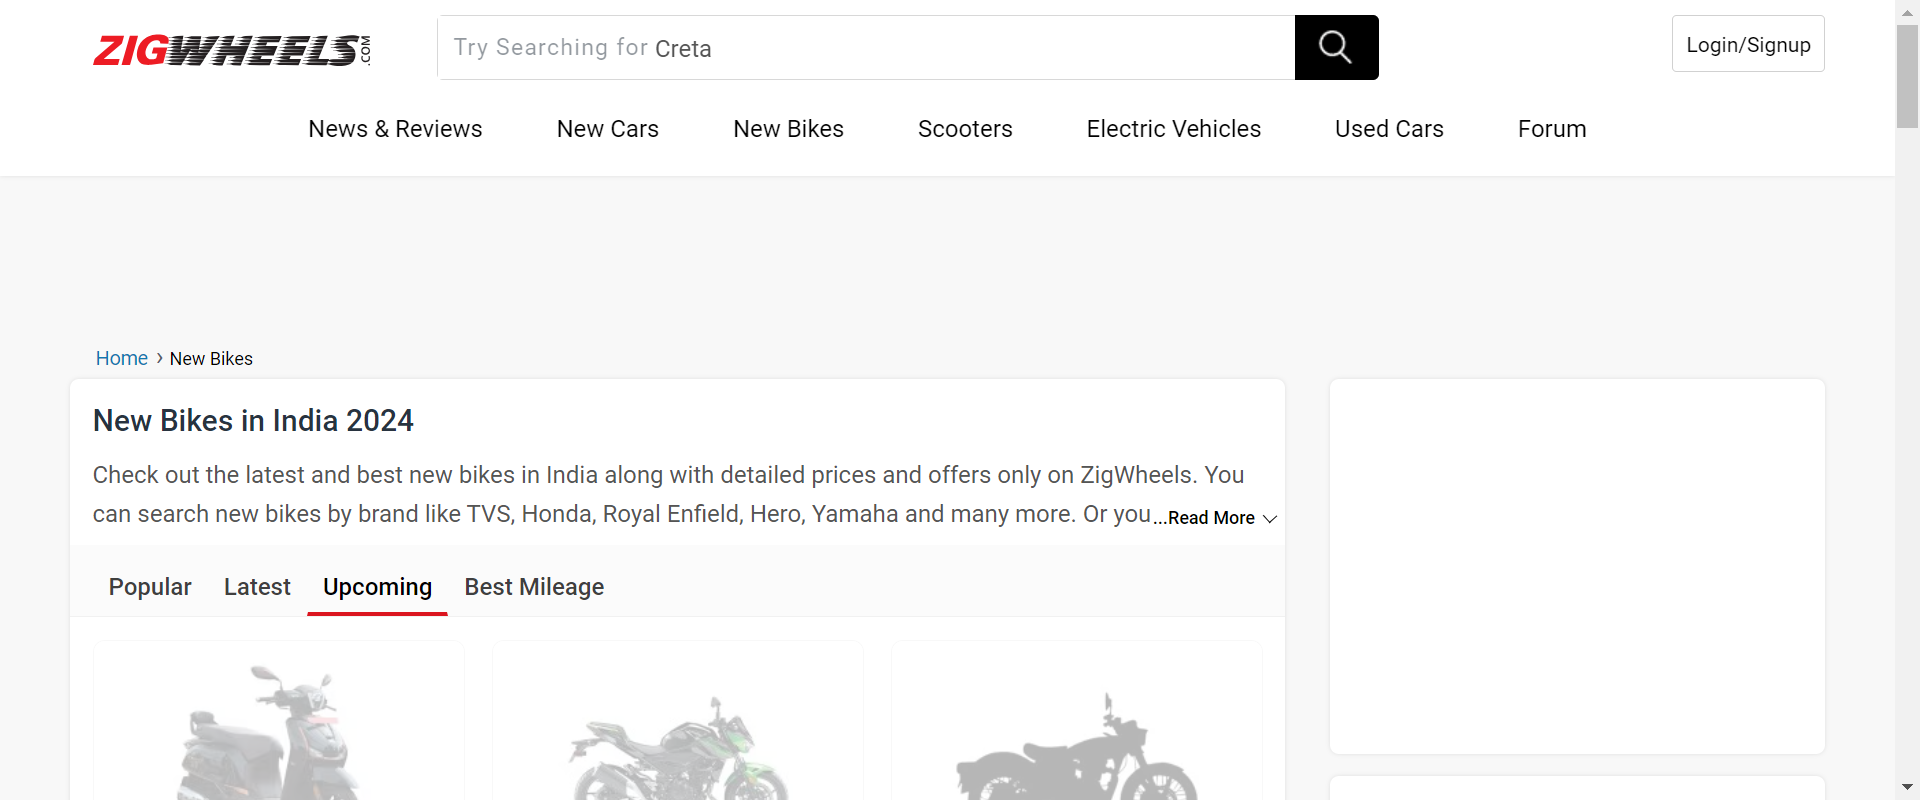 ZIGWHEELS.COM
Try Searching for Creta
Login/Signup
News & Reviews
New Cars
New Bikes
Scooters
Electric Vehicles
Used Cars
Forum
Home › New Bikes
New Bikes in India 2024
Check out the latest and best new bikes in India along with detailed prices and offers only on ZigWheels. You
can search new bikes by brand like TVS, Honda, Royal Enfield, Hero, Yamaha and many more. Or you ...Read More
Popular
Latest
Upcoming
Best Mileage